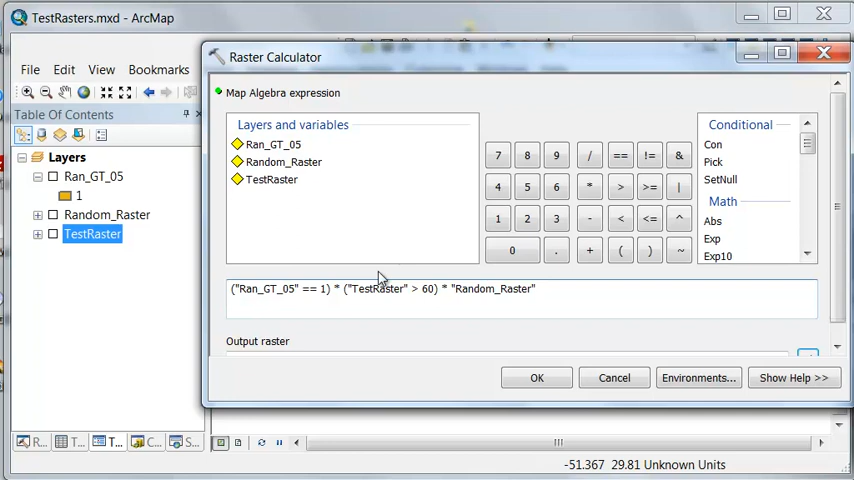 TestRasters.mxd - ArcMap
Raster Calculator
File Edit View Bookmarks
Map Algebra expression
Table Of Contents
Layers and variables
Ran_GT_05
Random_Raster
TestRaster
7 8 9 / == != &
4 5 6 * > >= |
1 2 3 - < <= ^
0 . + ( ) ~
Conditional
Con
Pick
SetNull
Math
Abs
Exp
Exp10
Layers
Ran_GT_05
1
Random_Raster
TestRaster
("Ran_GT_05" == 1) * ("TestRaster" > 60) * "Random_Raster"
Output raster
OK Cancel Environments... Show Help >>
R... T... T... C... S...
-51.367 29.81 Unknown Units